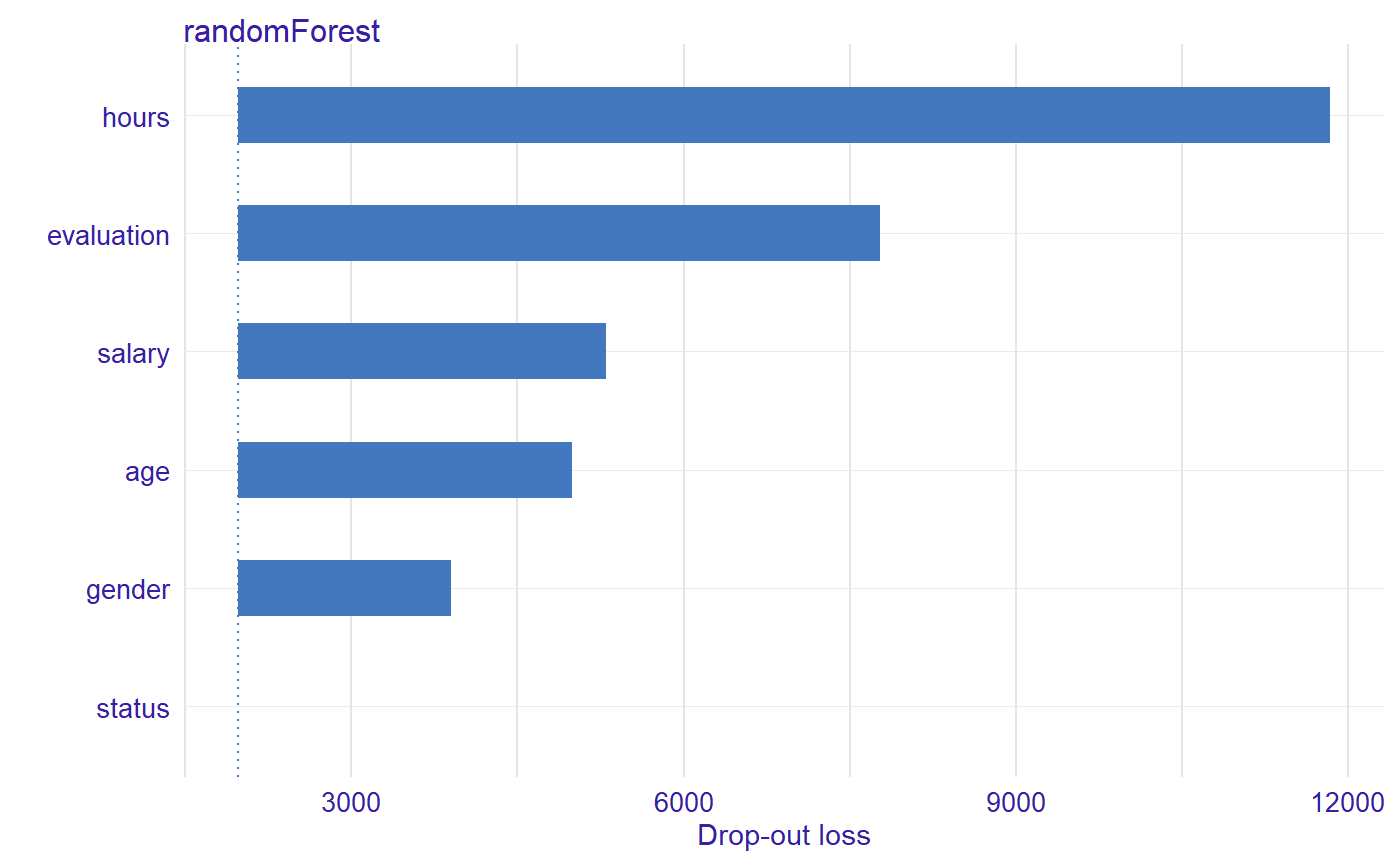 randomForest
hours
evaluation
salary
age
gender
status
3000 6000 9000 12000
Drop-out loss